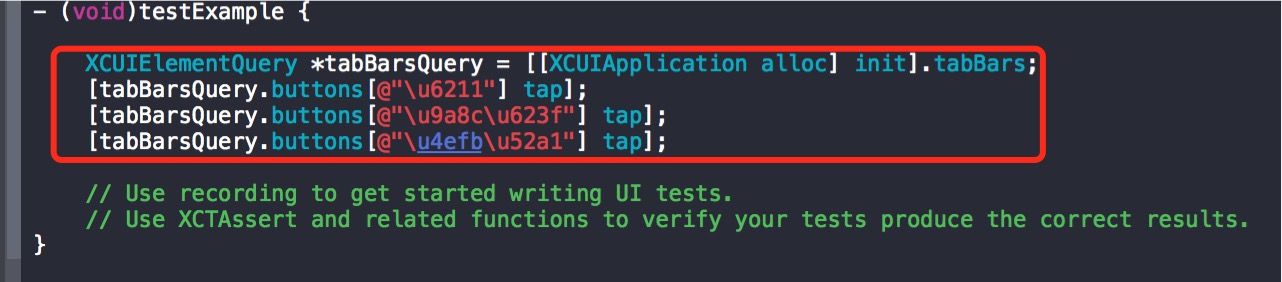 - (void)testExample {
XCUIElementQuery *tabBarsQuery = [[XCUIApplication alloc] init].tabBars;
[tabBarsQuery.buttons[@"\u6211"] tap];
[tabBarsQuery.buttons[@"\u9a8c\u623f"] tap];
[tabBarsQuery.buttons[@"\u4efb\u52a1"] tap];
// Use recording to get started writing UI tests.
// Use XCTAssert and related functions to verify your tests produce the correct results.
}